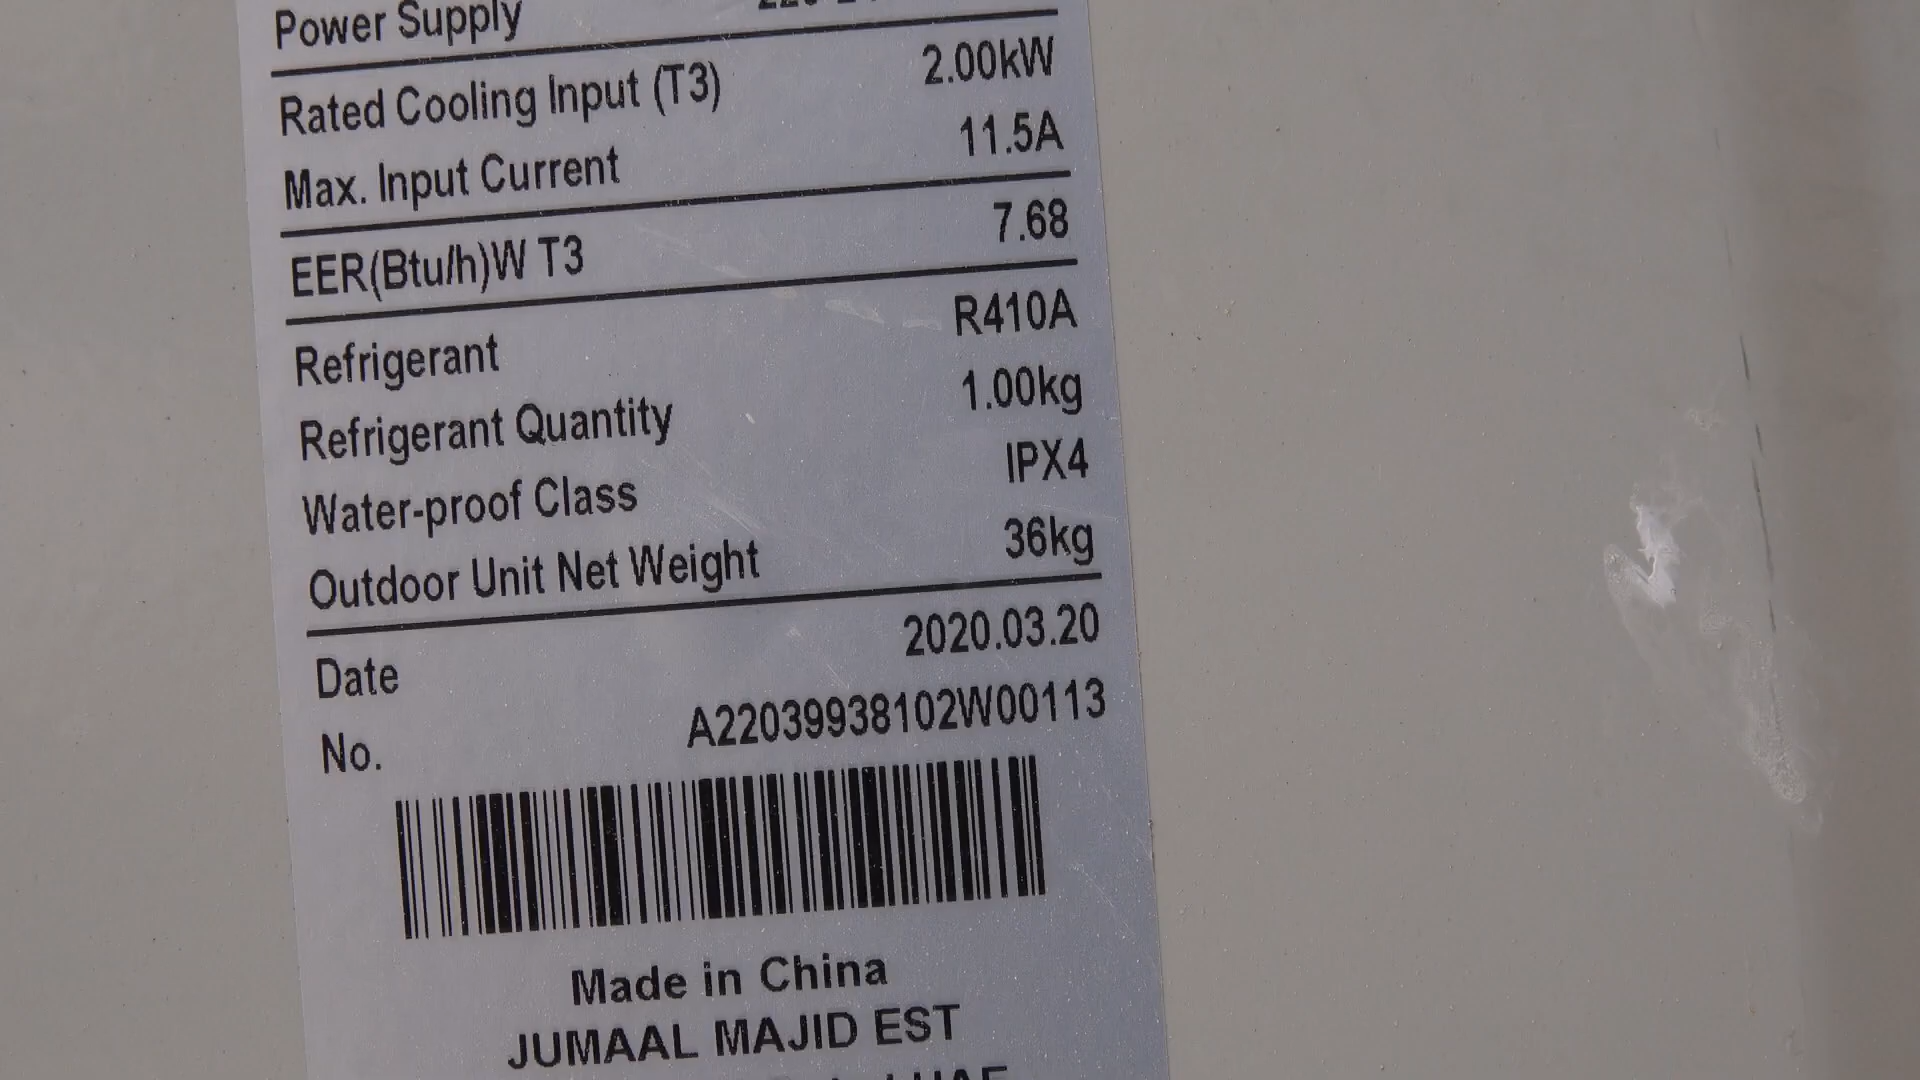 Power Supply
Rated Cooling Input (T3) 2.00kW
Max. Input Current 11.5A
EER(Btu/h)W T3 7.68
Refrigerant R410A
Refrigerant Quantity 1.00kg
Water-proof Class IPX4
Outdoor Unit Net Weight 36kg
Date 2020.03.20
No. A22039938102W00113
Made in China
JUMAAL MAJID EST
UAE